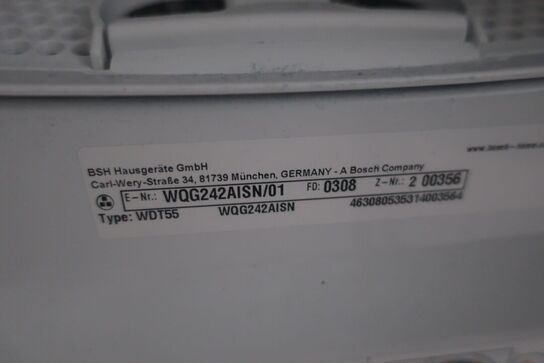 BSH Hausgeräte GmbH
Carl-Wery-Straße 34, 81739 München, GERMANY - A Bosch Company
E-Nr.: WQG242AISN/01 FD: 0308 Z-Nr.: 2 00356
Type: WDT55 WQG242AISN 463080535314003564